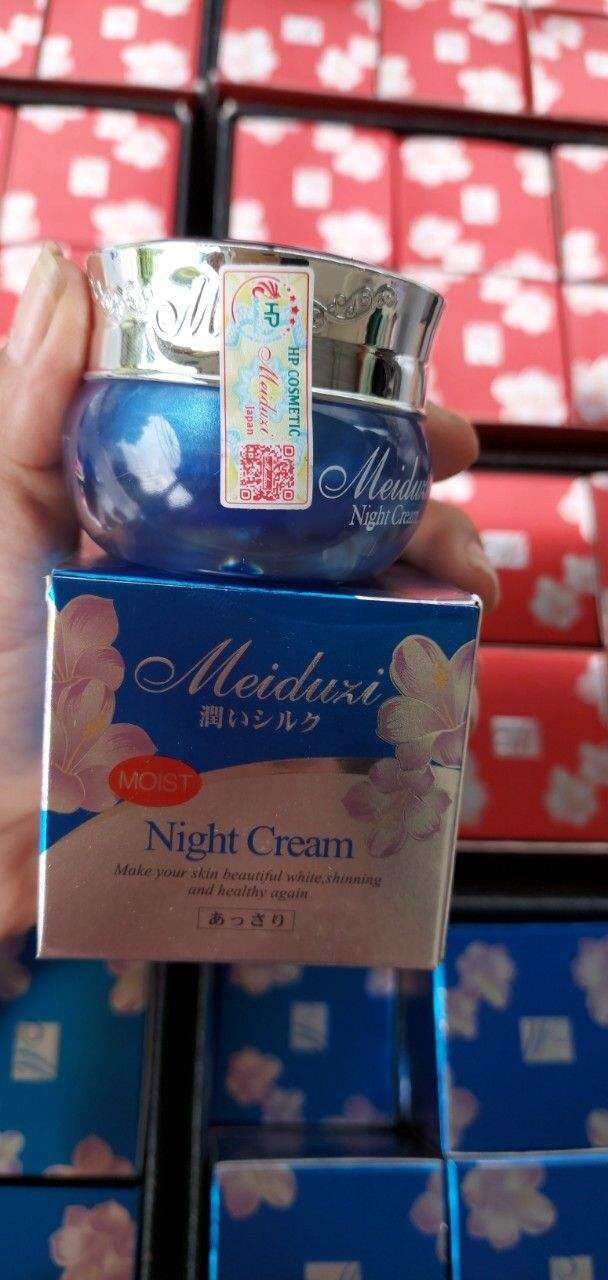 HP
HP COSMETIC
Meiduzi
Japan
Meiduzi
Night Cream
Meiduzi
潤いシルク
MOIST
Night Cream
Make your skin beautiful white,shinning
and healthy again
あっさり